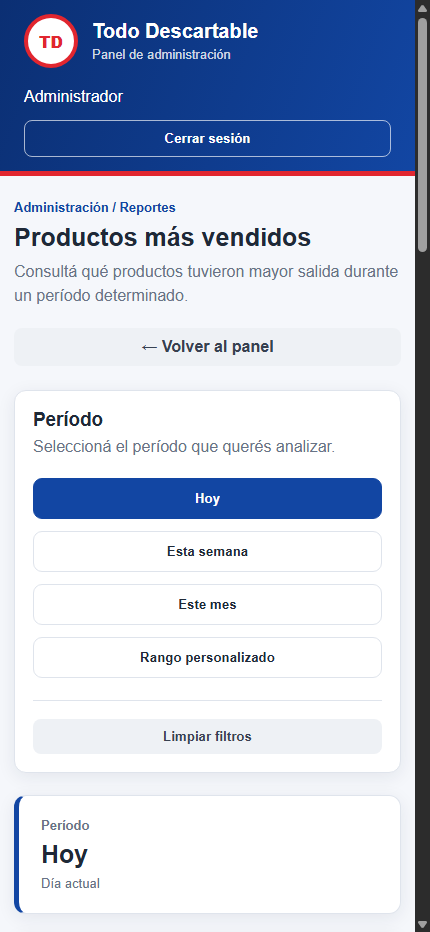 TD
Todo Descartable
Panel de administración
Administrador
Cerrar sesión
Administración / Reportes
Productos más vendidos
Consultá qué productos tuvieron mayor salida durante
un período determinado.
← Volver al panel
Período
Seleccioná el período que querés analizar.
Hoy
Esta semana
Este mes
Rango personalizado
Limpiar filtros
Período
Hoy
Día actual